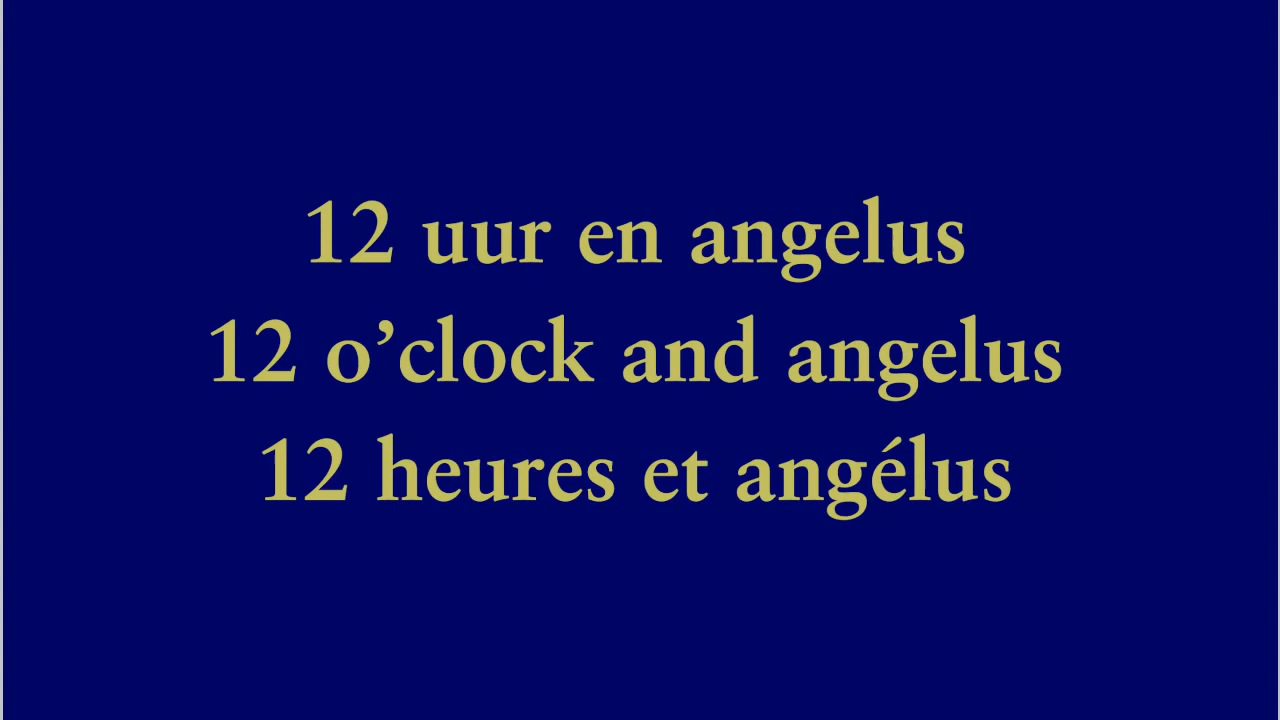 12 uur en angelus
12 o’clock and angelus
12 heures et angélus